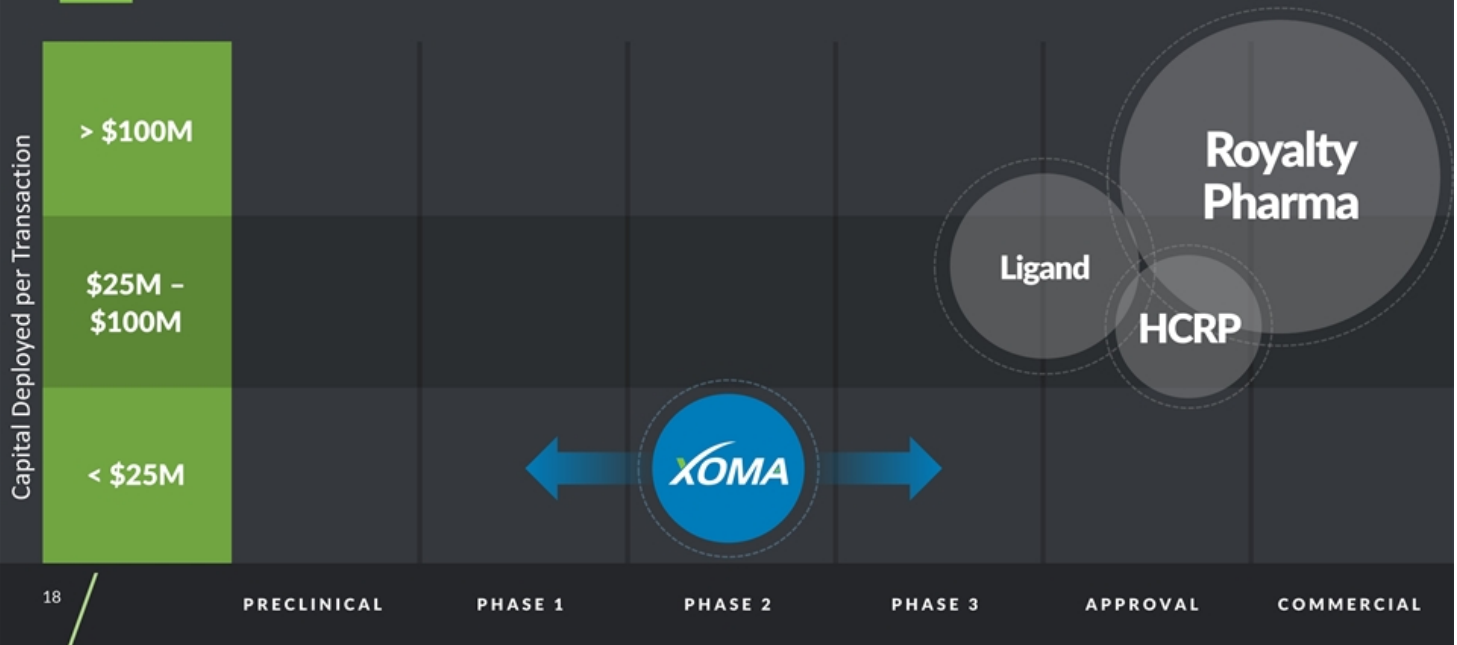 Capital Deployed per Transaction
> $100M
$25M –
$100M
< $25M
Royalty
Pharma
Ligand
HCRP
XOMA
18
PRECLINICAL
PHASE 1
PHASE 2
PHASE 3
APPROVAL
COMMERCIAL